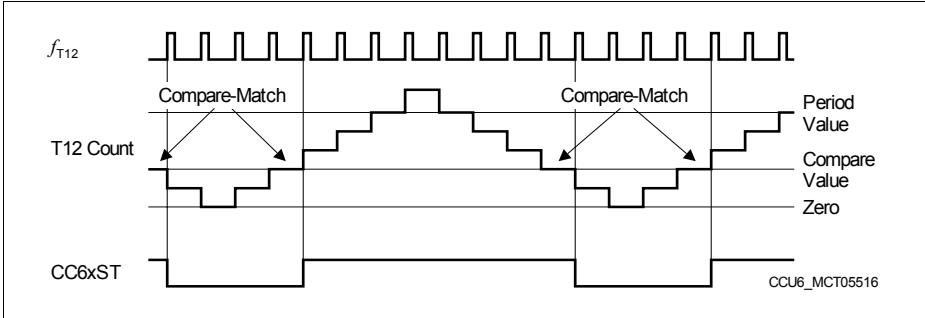 fT12
Compare-Match
Compare-Match
Period
Value
T12 Count
Compare
Value
Zero
CC6xST
CCU6_MCT05516